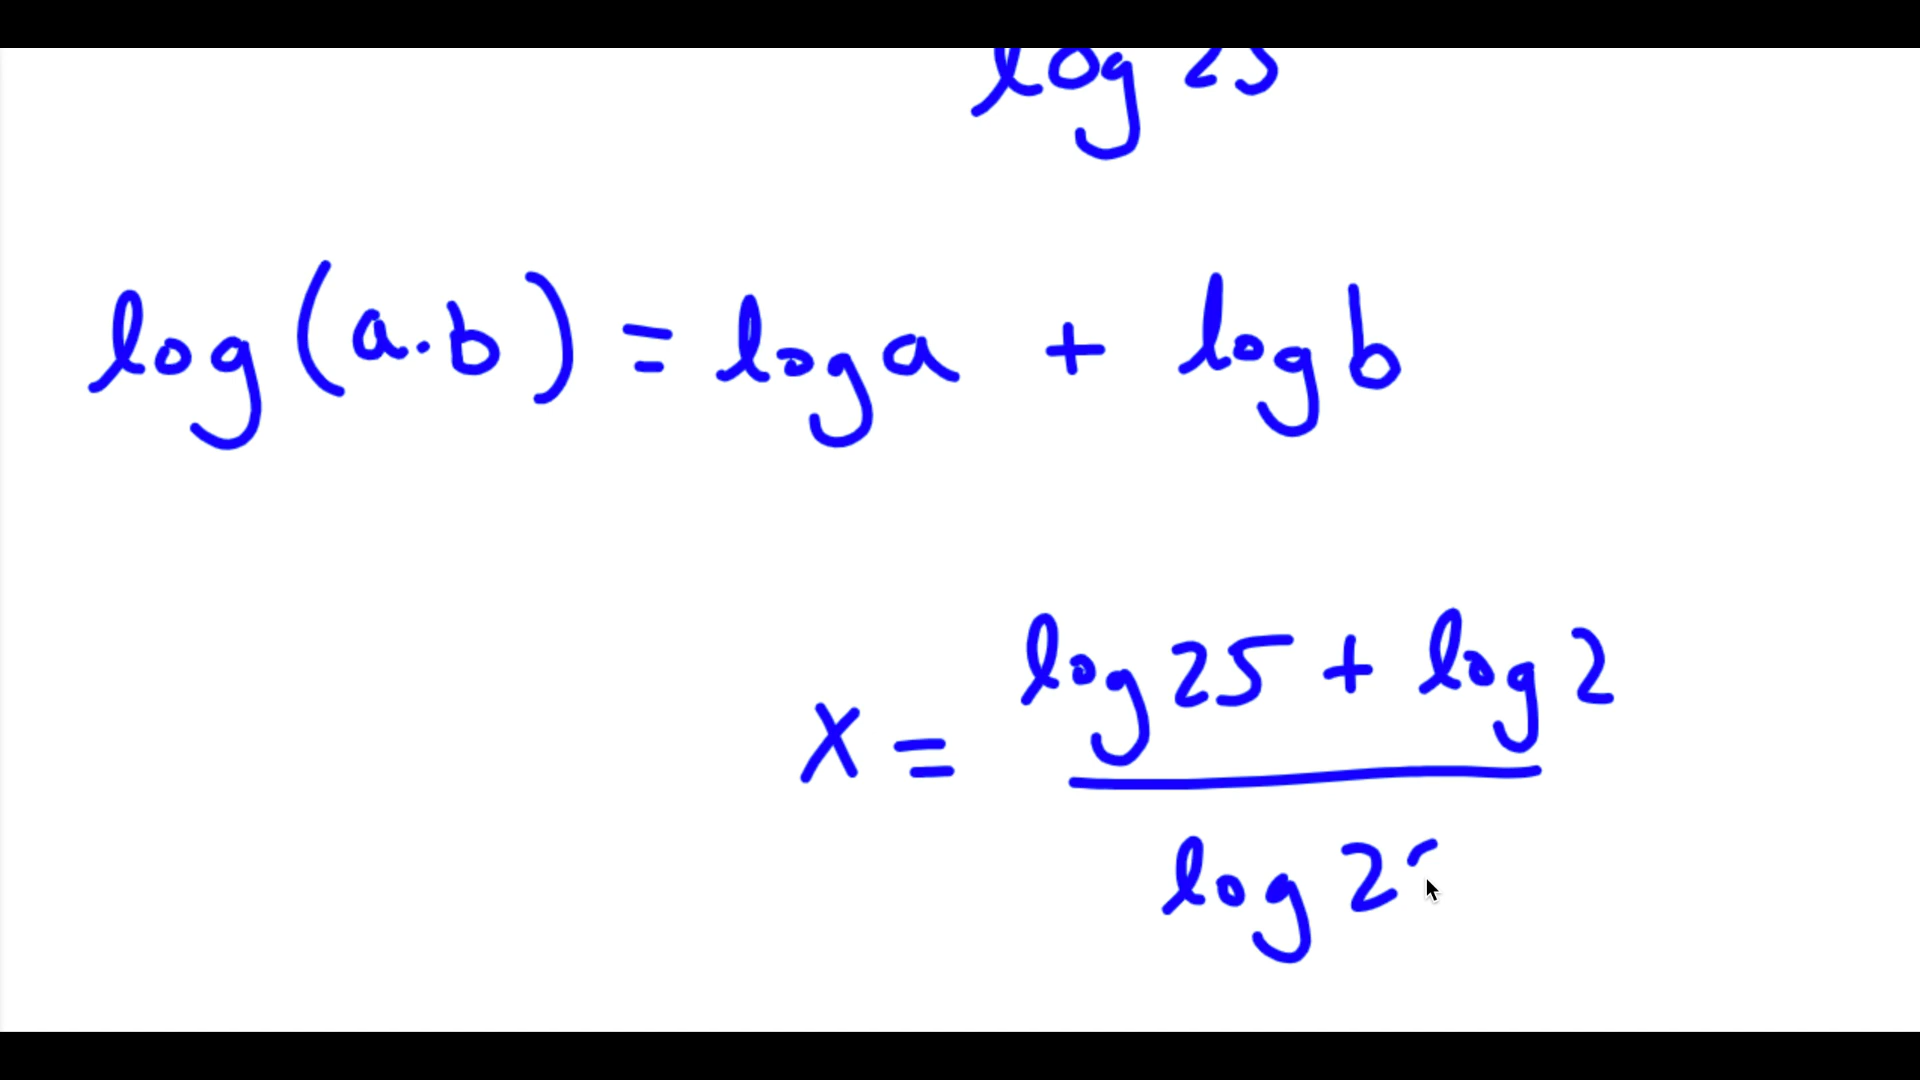 log 25
log (a.b) = log a + log b
log 25 + log 2
x =
log 2